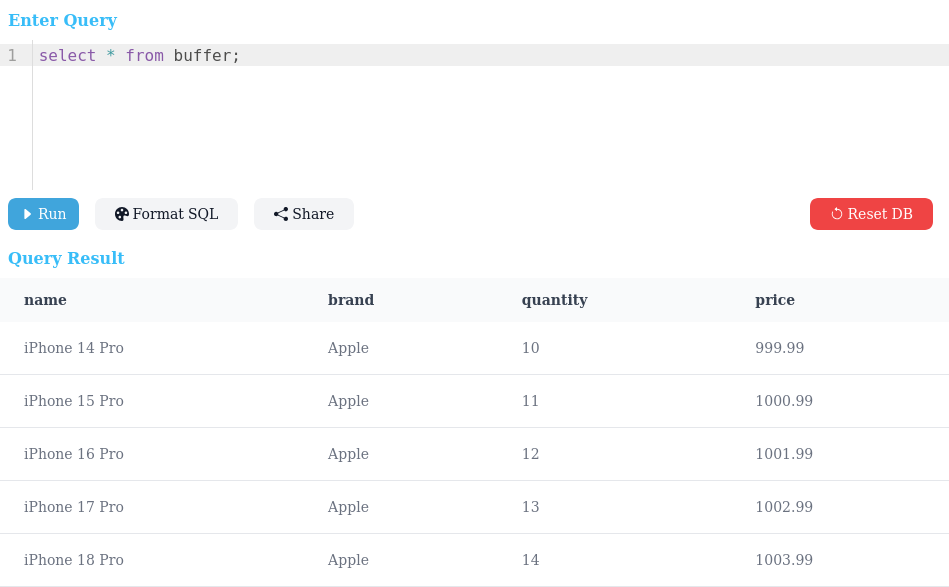 Enter Query
1 select * from buffer;
Run Format SQL Share Reset DB
Query Result
name brand quantity price
iPhone 14 Pro Apple 10 999.99
iPhone 15 Pro Apple 11 1000.99
iPhone 16 Pro Apple 12 1001.99
iPhone 17 Pro Apple 13 1002.99
iPhone 18 Pro Apple 14 1003.99